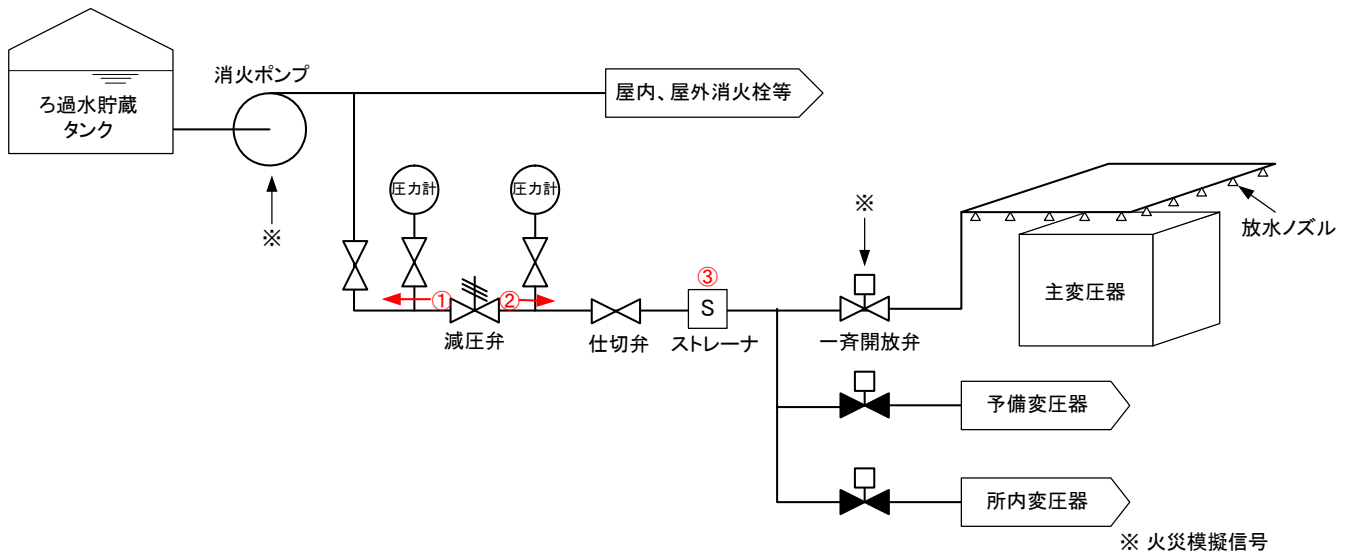 消火ポンプ
屋内、屋外消火栓等
ろ過水貯蔵
タンク
圧力計
圧力計
※
※
放水ノズル
①
②
③
S
主変圧器
減圧弁
仕切弁
ストレーナ
一斉開放弁
予備変圧器
所内変圧器
※ 火災模擬信号